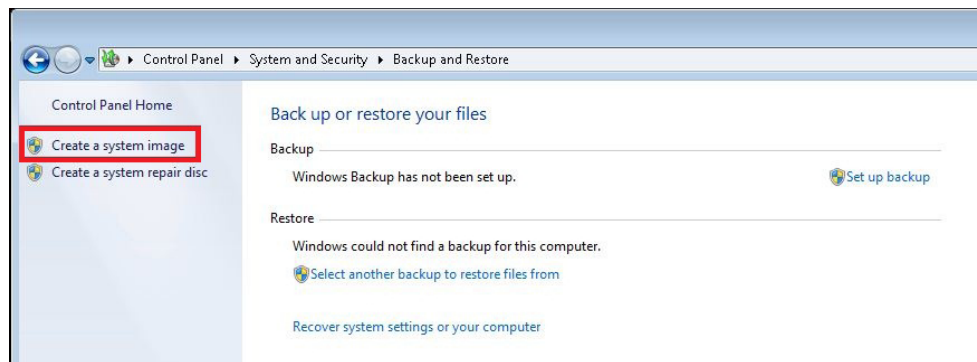 Control Panel ▸ System and Security ▸ Backup and Restore
Control Panel Home
Create a system image
Create a system repair disc
Back up or restore your files
Backup
Windows Backup has not been set up.
Set up backup
Restore
Windows could not find a backup for this computer.
Select another backup to restore files from
Recover system settings or your computer